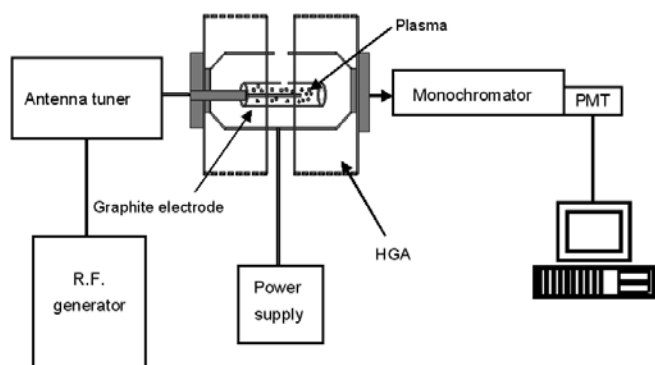 Plasma
Antenna tuner
Monochromator
PMT
Graphite electrode
HGA
R.F.
generator
Power
supply